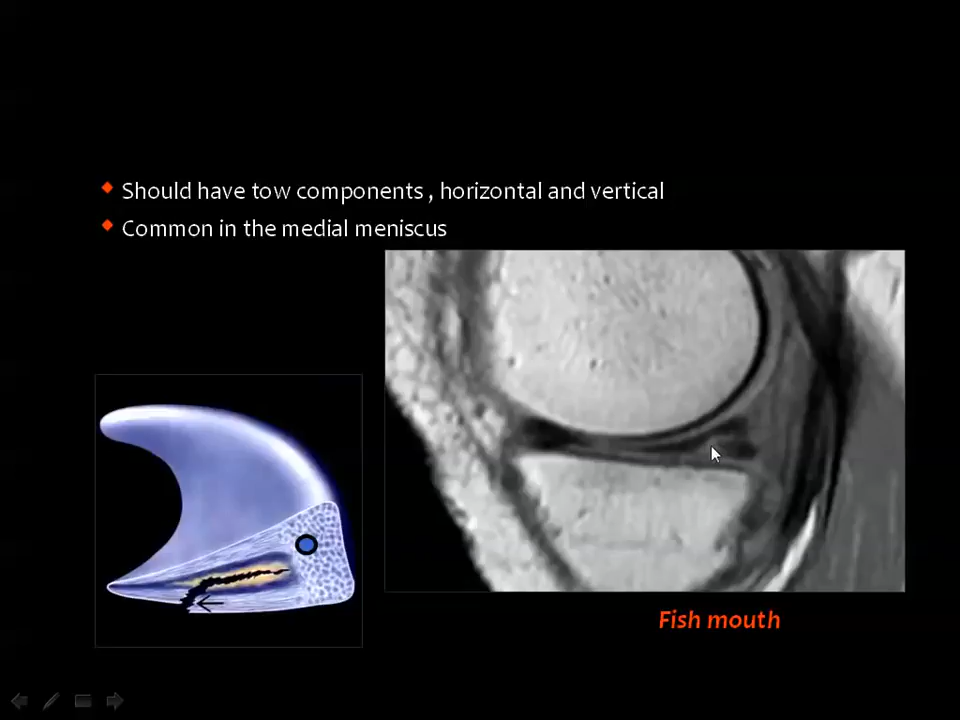 Should have tow components , horizontal and vertical
Common in the medial meniscus
Fish mouth